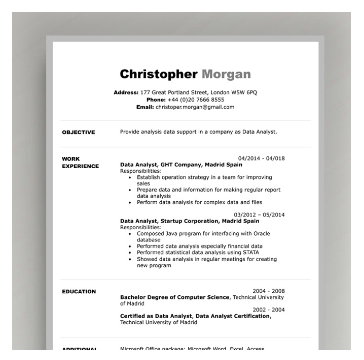 Christopher Morgan
Address: 177 Great Portland Street, London W5W 6PQ
Phone: +44 (0)20 7666 8555
Email: christoper.morgan@gmail.com
OBJECTIVE
Provide analysis data support in a company as Data Analyst.
WORK EXPERIENCE
04/2014 – 04/018
Data Analyst, GHT Company, Madrid Spain
Responsibilities:
• Establish operation strategy in a team for improving
sales
• Prepare data and information for making regular report
data analysis
• Perform data analysis for complex data and files
03/2012 – 05/2014
Data Analyst, Startup Corporation, Madrid Spain
Responsibilities:
• Composed Java program for interfacing with Oracle
database
• Performed data analysis especially financial data
• Performed statistical data analysis using STATA
• Showed data analysis in regular meetings for creating
new program
EDUCATION
2004 - 2008
Bachelor Degree of Computer Science, Technical University
of Madrid
2002 - 2004
Certified as Data Analyst, Data Analyst Certification,
Technical University of Madrid
ADDITIONAL
Microsoft Office package: Microsoft Word, Excel, Access,